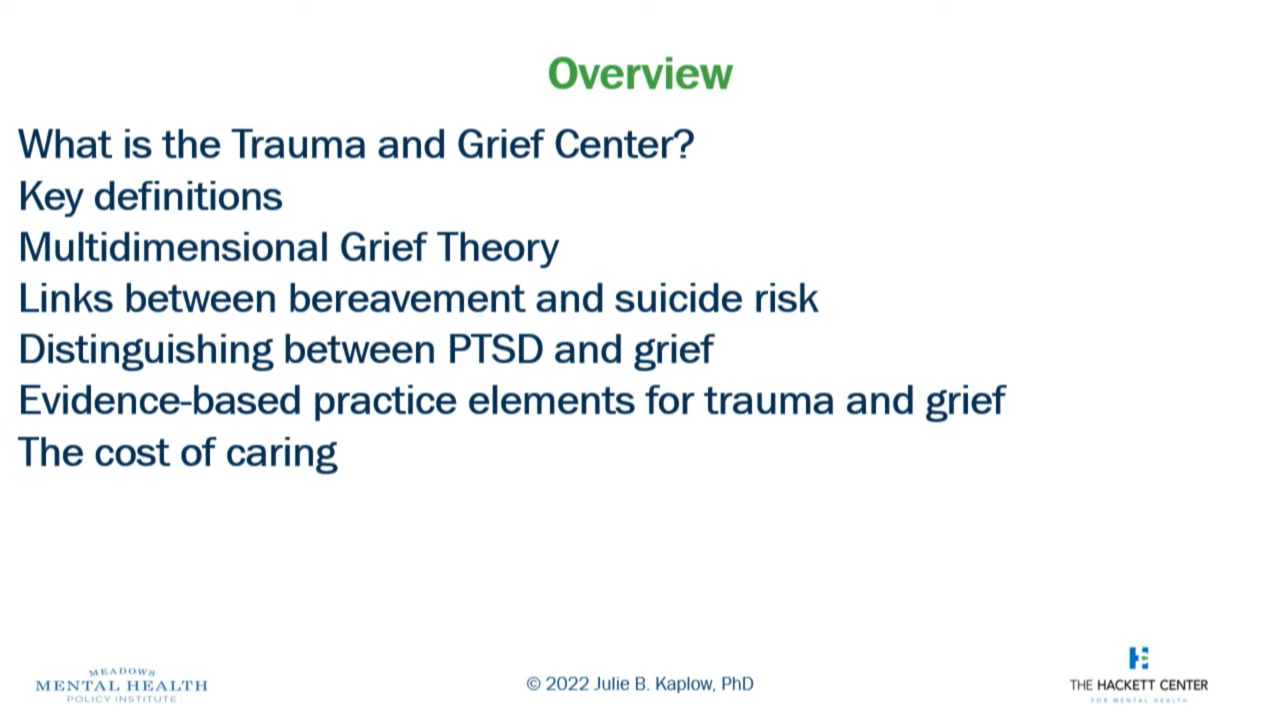 Overview
What is the Trauma and Grief Center?
Key definitions
Multidimensional Grief Theory
Links between bereavement and suicide risk
Distinguishing between PTSD and grief
Evidence-based practice elements for trauma and grief
The cost of caring
MEADOWS
MENTAL HEALTH
POLICY INSTITUTE
© 2022 Julie B. Kaplow, PhD
THE HACKETT CENTER
FOR MENTAL HEALTH